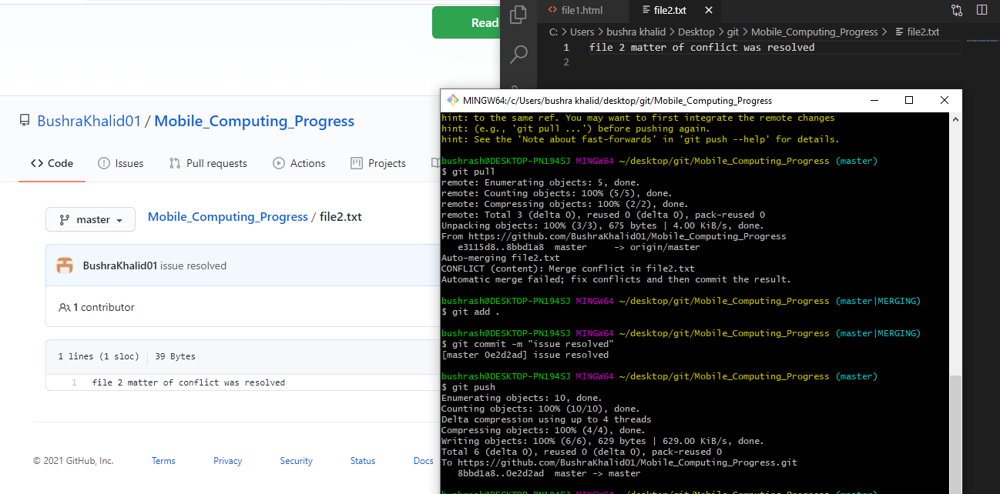 Read
BushraKhalid01 / Mobile_Computing_Progress
Code Issues Pull requests Actions Projects
master Mobile_Computing_Progress / file2.txt
BushraKhalid01 issue resolved
1 contributor
1 lines (1 sloc) 39 Bytes
1 file 2 matter of conflict was resolved
© 2021 GitHub, Inc. Terms Privacy Security Status Docs
file1.html file2.txt
C: > Users > bushra khalid > Desktop > git > Mobile_Computing_Progress > file2.txt
1 file 2 matter of conflict was resolved
2
MINGW64:/c/Users/bushra khalid/desktop/git/Mobile_Computing_Progress
hint: to the same ref. You may want to first integrate the remote changes
hint: (e.g., 'git pull ...') before pushing again.
hint: See the 'Note about fast-forwards' in 'git push --help' for details.
bushrash@DESKTOP-PN194SJ MINGW64 ~/desktop/git/Mobile_Computing_Progress (master)
$ git pull
remote: Enumerating objects: 5, done.
remote: Counting objects: 100% (5/5), done.
remote: Compressing objects: 100% (2/2), done.
remote: Total 3 (delta 0), reused 0 (delta 0), pack-reused 0
Unpacking objects: 100% (3/3), 675 bytes | 4.00 KiB/s, done.
From https://github.com/BushraKhalid01/Mobile_Computing_Progress
e3115d8..8bbd1a8 master -> origin/master
Auto-merging file2.txt
CONFLICT (content): Merge conflict in file2.txt
Automatic merge failed; fix conflicts and then commit the result.
bushrash@DESKTOP-PN194SJ MINGW64 ~/desktop/git/Mobile_Computing_Progress (master|MERGING)
$ git add .
bushrash@DESKTOP-PN194SJ MINGW64 ~/desktop/git/Mobile_Computing_Progress (master|MERGING)
$ git commit -m "issue resolved"
[master 0e2d2ad] issue resolved
bushrash@DESKTOP-PN194SJ MINGW64 ~/desktop/git/Mobile_Computing_Progress (master)
$ git push
Enumerating objects: 10, done.
Counting objects: 100% (10/10), done.
Delta compression using up to 4 threads
Compressing objects: 100% (4/4), done.
Writing objects: 100% (6/6), 629 bytes | 629.00 KiB/s, done.
Total 6 (delta 0), reused 0 (delta 0), pack-reused 0
To https://github.com/BushraKhalid01/Mobile_Computing_Progress.git
8bbd1a8..0e2d2ad master -> master